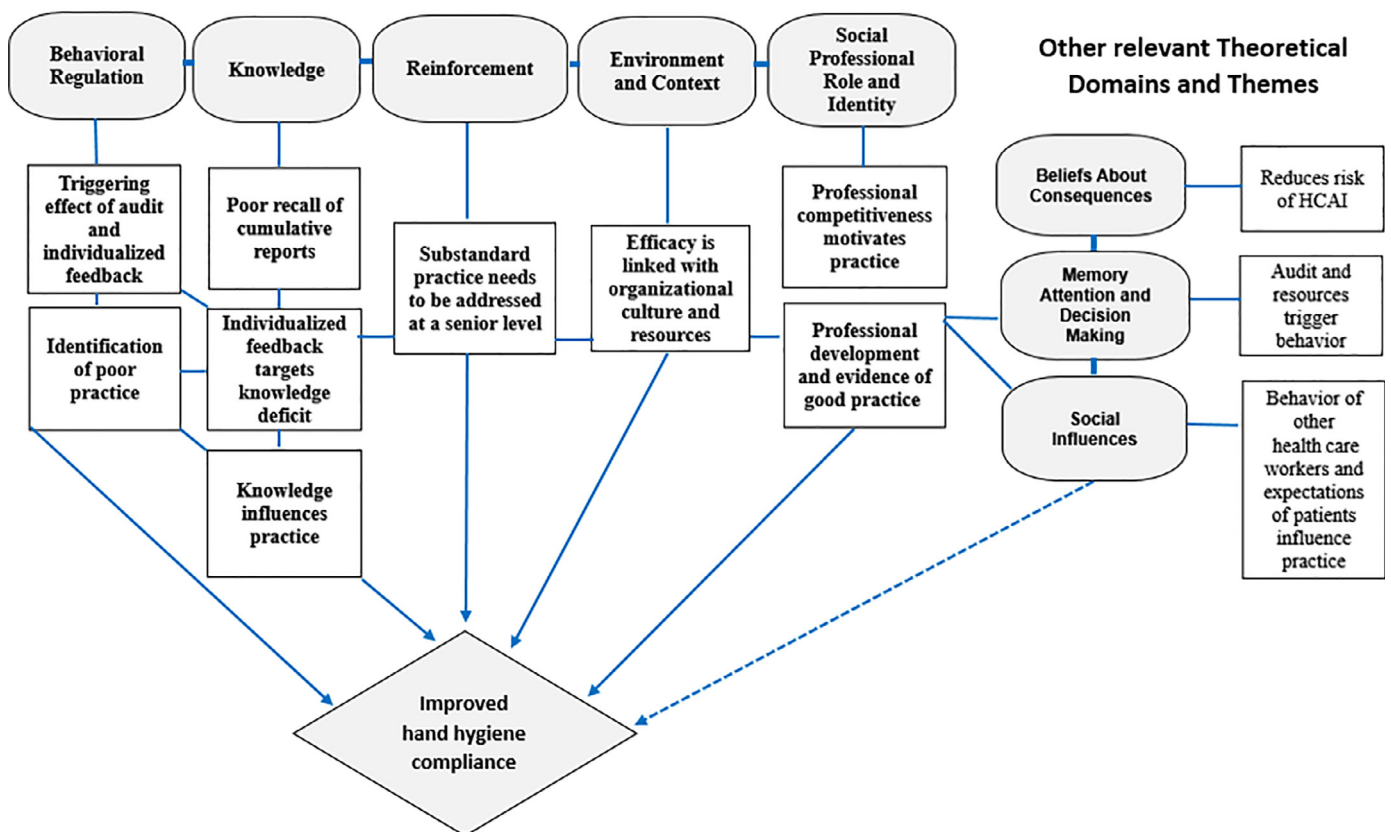 Behavioral
Regulation
Knowledge
Reinforcement
Environment
and Context
Social
Professional
Role and
Identity
Other relevant Theoretical
Domains and Themes
Triggering
effect of audit
and
individualized
feedback
Identification
of poor
practice
Poor recall of
cumulative
reports
Individualized
feedback
targets
knowledge
deficit
Knowledge
influences
practice
Substandard
practice needs
to be addressed
at a senior level
Efficacy is
linked with
organizational
culture and
resources
Professional
competitiveness
motivates
practice
Professional
development
and evidence of
good practice
Beliefs About
Consequences
Reduces risk
of HCAI
Memory
Attention and
Decision
Making
Audit and
resources
trigger
behavior
Social
Influences
Behavior of
other
health care
workers and
expectations
of patients
influence
practice
Improved
hand hygiene
compliance